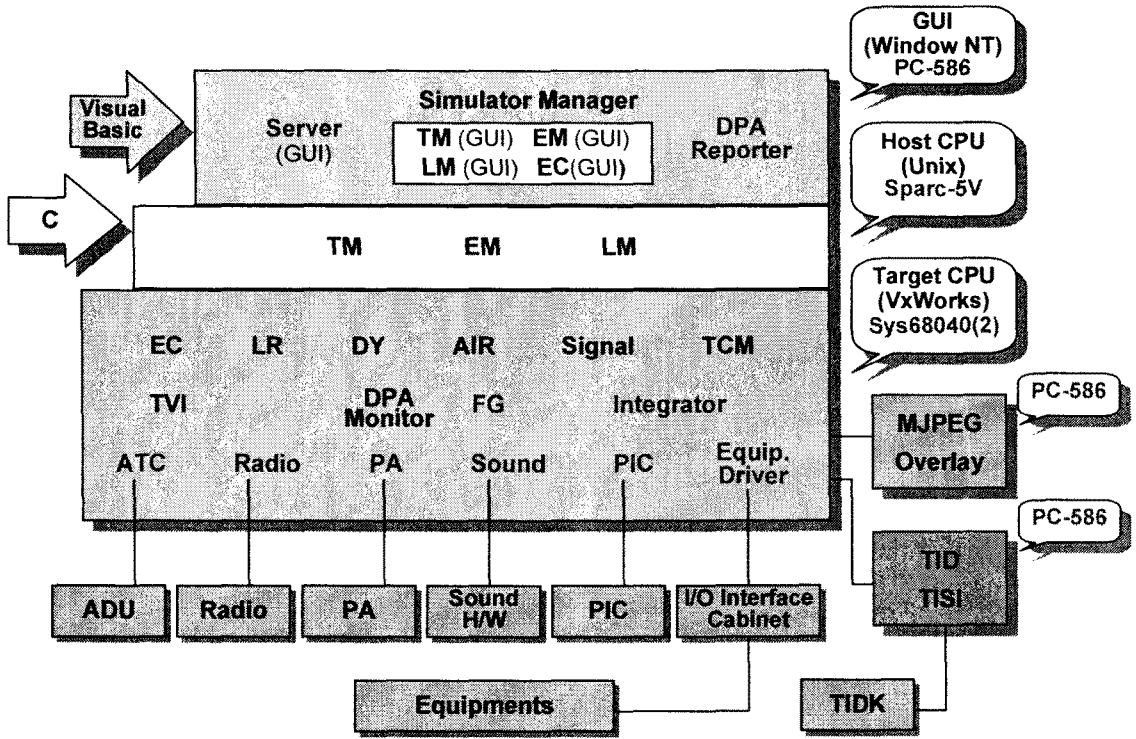 GUI
(Window NT)
PC-586
Visual
Basic
Simulator Manager
Server
(GUI)
TM (GUI) EM (GUI)
LM (GUI) EC(GUI)
DPA
Reporter
Host CPU
(Unix)
Sparc-5V
C
TM EM LM
Target CPU
(VxWorks)
Sys68040(2)
EC LR DY AIR Signal TCM
TVI
DPA
Monitor
FG
Integrator
ATC Radio PA Sound PIC
Equip.
Driver
PC-586
MJPEG
Overlay
PC-586
TID
TISI
ADU
Radio
PA
Sound
H/W
PIC
I/O Interface
Cabinet
Equipments
TIDK